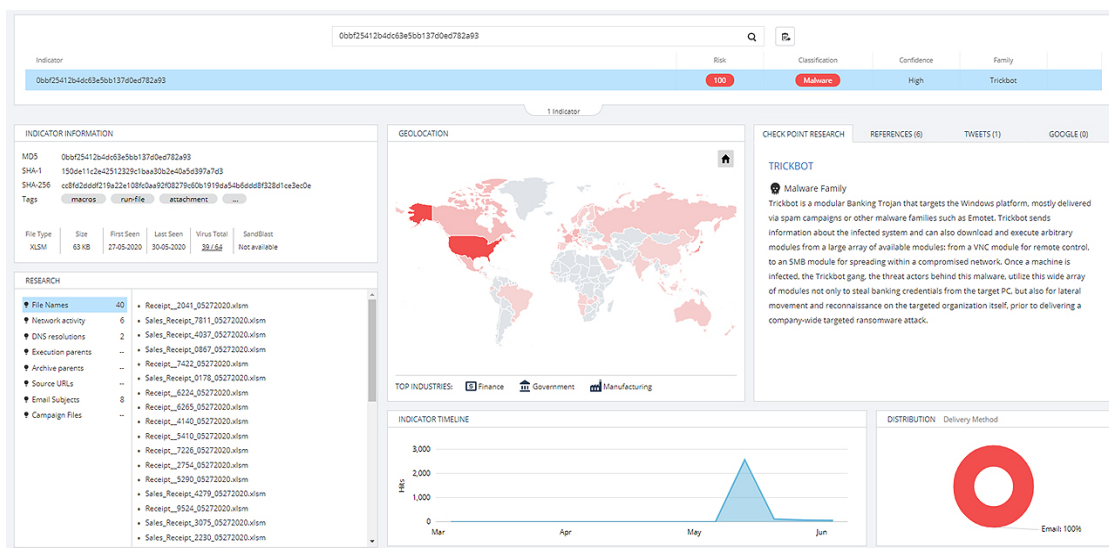 0bbf25412b4dc63e5bb137d0ed782a93
Indicator Risk Classification Confidence Family
0bbf25412b4dc63e5bb137d0ed782a93 100 Malware High Trickbot
1 Indicator
INDICATOR INFORMATION
MD5 0bbf25412b4dc63e5bb137d0ed782a93
SHA-1 150de11c2e42512329c1baa30b2e40a5d397a7d3
SHA-256 cc8fd2dddf219a22e108fc0aa92f08279c60b1919da54b6ddd8f328d1ce3ec0e
Tags macros run-file attachment ...
File Type Size First Seen Last Seen Virus Total SandBlast
XLSM 63 KB 27-05-2020 30-05-2020 39 / 64 Not available
RESEARCH
File Names 40
Network activity 6
DNS resolutions 2
Execution parents --
Archive parents --
Source URLs --
Email Subjects 8
Campaign Files --
Receipt__2041_05272020.xlsm
Sales_Receipt_7811_05272020.xlsm
Sales_Receipt_4037_05272020.xlsm
Sales_Receipt_0867_05272020.xlsm
Receipt__7422_05272020.xlsm
Sales_Receipt_0178_05272020.xlsm
Receipt__6224_05272020.xlsm
Receipt__6265_05272020.xlsm
Receipt__4140_05272020.xlsm
Receipt__5410_05272020.xlsm
Receipt__7226_05272020.xlsm
Receipt__2754_05272020.xlsm
Receipt__5290_05272020.xlsm
Sales_Receipt_4279_05272020.xlsm
Receipt__9524_05272020.xlsm
Sales_Receipt_3075_05272020.xlsm
Sales_Receipt_2230_05272020.xlsm
GEOLOCATION
TOP INDUSTRIES: Finance Government Manufacturing
CHECK POINT RESEARCH REFERENCES (6) TWEETS (1) GOOGLE (0)
TRICKBOT
Malware Family
Trickbot is a modular Banking Trojan that targets the Windows platform, mostly delivered
via spam campaigns or other malware families such as Emotet. Trickbot sends
information about the infected system and can also download and execute arbitrary
modules from a large array of available modules: from a VNC module for remote control,
to an SMB module for spreading within a compromised network. Once a machine is
infected, the Trickbot gang, the threat actors behind this malware, utilize this wide array
of modules not only to steal banking credentials from the target PC, but also for lateral
movement and reconnaissance on the targeted organization itself, prior to delivering a
company-wide targeted ransomware attack.
INDICATOR TIMELINE
Hits
3,000
2,000
1,000
0
Mar Apr May Jun
DISTRIBUTION Delivery Method
Email: 100%